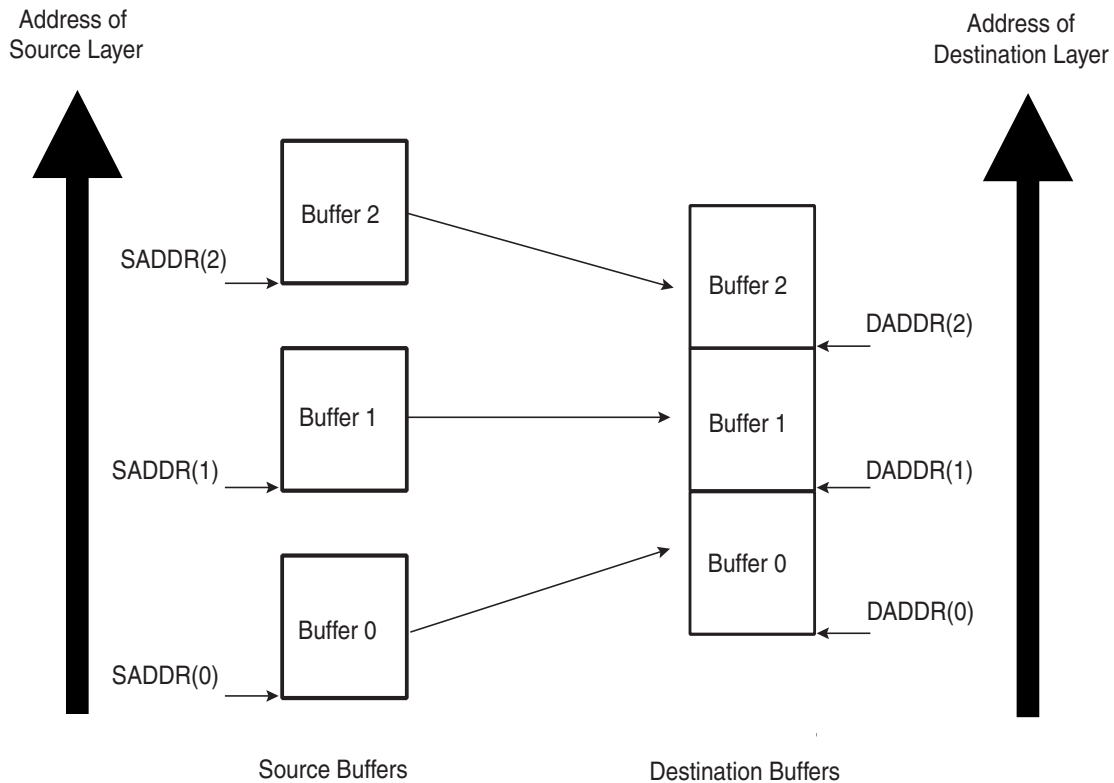 Address of
Source Layer
Address of
Destination Layer
Buffer 2
SADDR(2)
Buffer 2
DADDR(2)
Buffer 1
Buffer 1
SADDR(1)
DADDR(1)
Buffer 0
DADDR(0)
Buffer 0
SADDR(0)
Source Buffers
Destination Buffers